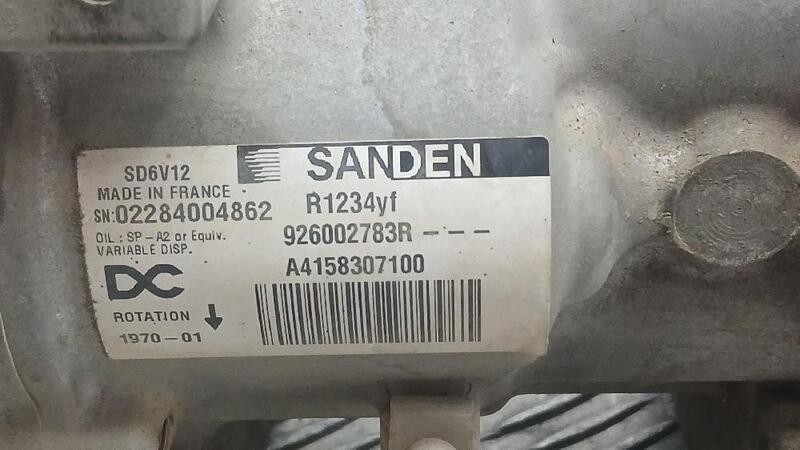 SANDEN
SD6V12
MADE IN FRANCE
R1234yf
SN:02284004862
OIL : SP-A2 or Equiv.
926002783R---
VARIABLE DISP.
DC
A4158307100
ROTATION ↓
1970-01